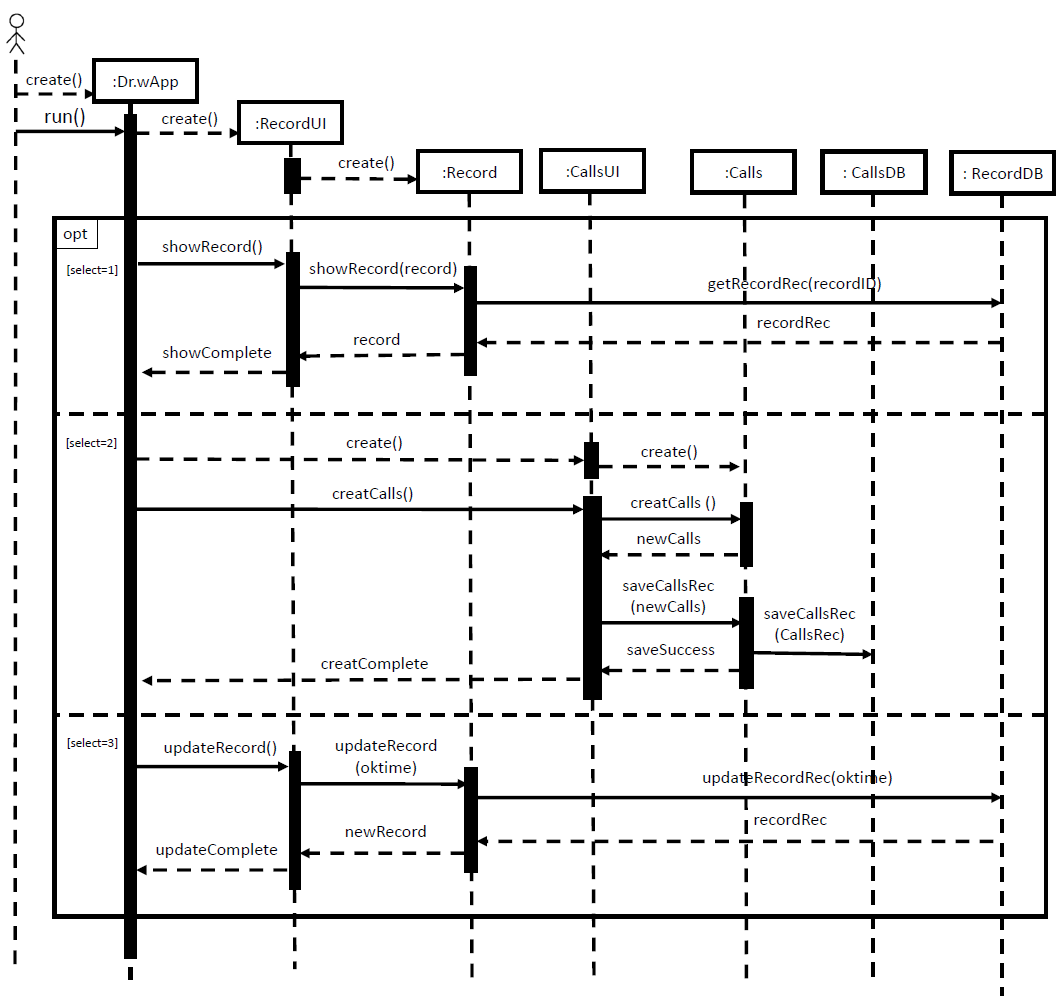 create()
:Dr.wApp
run()
create()
:RecordUI
create()
:Record
:CallsUI
:Calls
: CallsDB
: RecordDB
opt
[select=1]
showRecord()
showRecord(record)
getRecordRec(recordID)
recordRec
record
showComplete
[select=2]
create()
create()
creatCalls()
creatCalls ()
newCalls
saveCallsRec
(newCalls)
saveCallsRec
(CallsRec)
saveSuccess
creatComplete
[select=3]
updateRecord()
updateRecord
(oktime)
updateRecordRec(oktime)
recordRec
newRecord
updateComplete